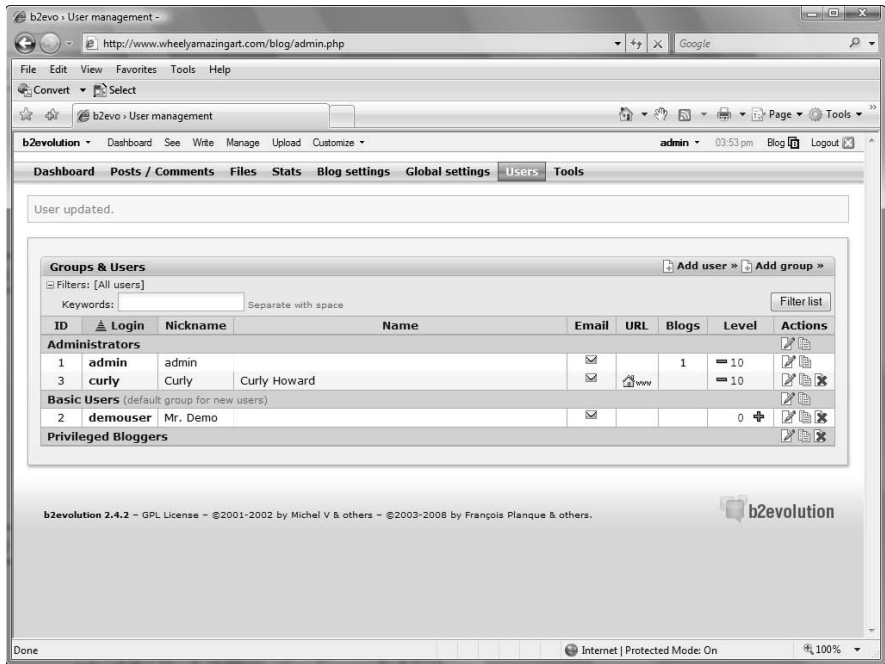 b2evo › User management -
http://www.wheelyamazingart.com/blog/admin.php
Google
File Edit View Favorites Tools Help
Convert Select
b2evo › User management
Page Tools
b2evolution Dashboard See Write Manage Upload Customize admin 03:53 pm Blog Logout
Dashboard Posts / Comments Files Stats Blog settings Global settings Users Tools
User updated.
Groups & Users Add user » Add group »
Filters: [All users]
Keywords: Separate with space Filter list
ID Login Nickname Name Email URL Blogs Level Actions
Administrators
1 admin admin 1 10
3 curly Curly Curly Howard www 10
Basic Users (default group for new users)
2 demouser Mr. Demo 0
Privileged Bloggers
b2evolution 2.4.2 – GPL License – ©2001-2002 by Michel V & others – ©2003-2008 by François Planque & others.
b2evolution
Done Internet | Protected Mode: On 100%